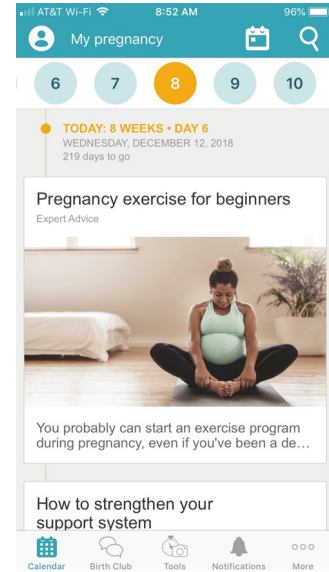 AT&T Wi-Fi 8:52 AM 96%
My pregnancy
6 7 8 9 10
TODAY: 8 WEEKS • DAY 6
WEDNESDAY, DECEMBER 12, 2018
219 days to go
Pregnancy exercise for beginners
Expert Advice
You probably can start an exercise program
during pregnancy, even if you've been a de...
How to strengthen your
support system
Calendar Birth Club Tools Notifications More